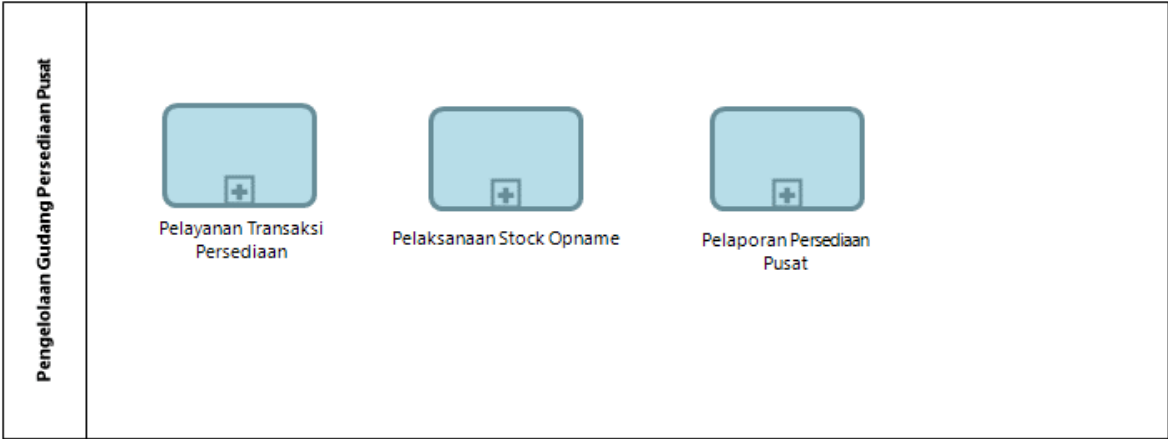 Pengelolaan Gudang Persediaan Pusat
Pelayanan Transaksi
Persediaan
Pelaksanaan Stock Opname
Pelaporan Persediaan
Pusat